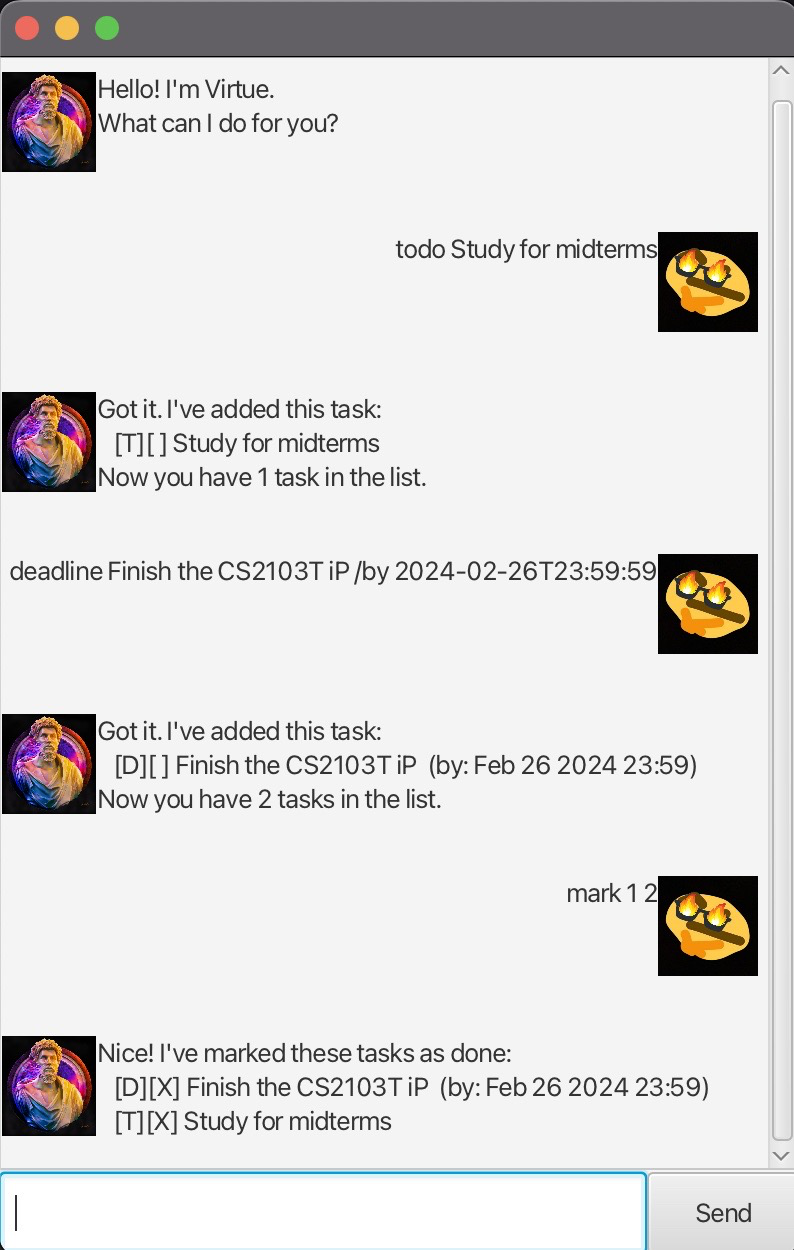 Hello! I'm Virtue.
What can I do for you?
todo Study for midterms
Got it. I've added this task:
[T][ ] Study for midterms
Now you have 1 task in the list.
deadline Finish the CS2103T iP /by 2024-02-26T23:59:59
Got it. I've added this task:
[D][ ] Finish the CS2103T iP  (by: Feb 26 2024 23:59)
Now you have 2 tasks in the list.
mark 1 2
Nice! I've marked these tasks as done:
[D][X] Finish the CS2103T iP  (by: Feb 26 2024 23:59)
[T][X] Study for midterms
Send